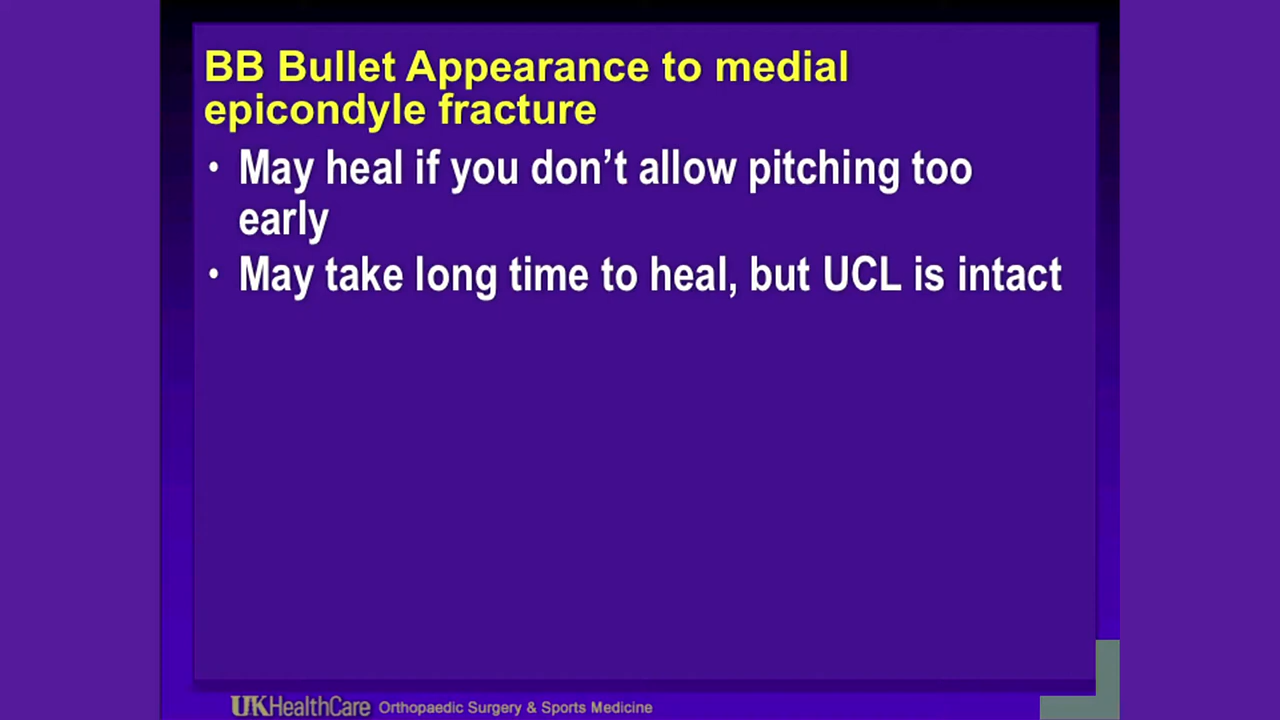 BB Bullet Appearance to medial
epicondyle fracture
• May heal if you don’t allow pitching too
early
• May take long time to heal, but UCL is intact
UKHealthCare Orthopaedic Surgery & Sports Medicine